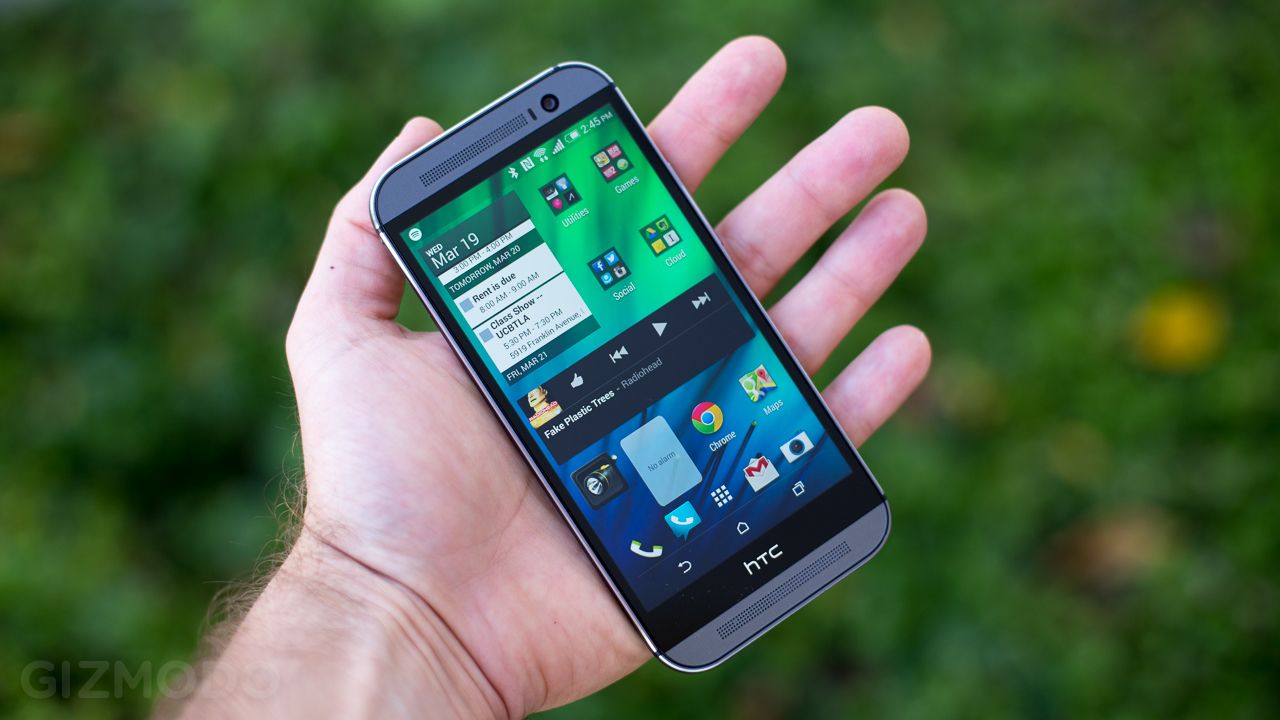 2:45 PM
WED
Mar 19
3:00 PM - 4:00 PM
TOMORROW, MAR 20
Rent is due
8:00 AM - 9:00 AM
Class Show --
UCBTLA
5:30 PM - 7:30 PM
5919 Franklin Avenue,
FRI, MAR 21
Utilities
Games
Social
Cloud
Fake Plastic Trees - Radiohead
No alarm
Chrome
Maps
hTC
GIZMODO